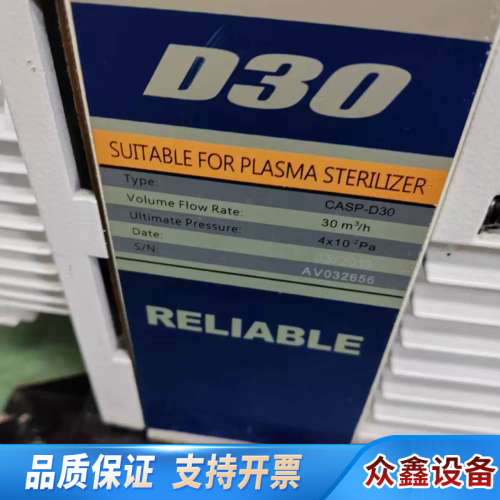 D30
SUITABLE FOR PLASMA STERILIZER
Type: CASP-D30
Volume Flow Rate: 30 m³/h
Ultimate Pressure: 4x10⁻²Pa
Date:
S/N: AV032656
RELIABLE
品质保证 支持开票 众鑫设备